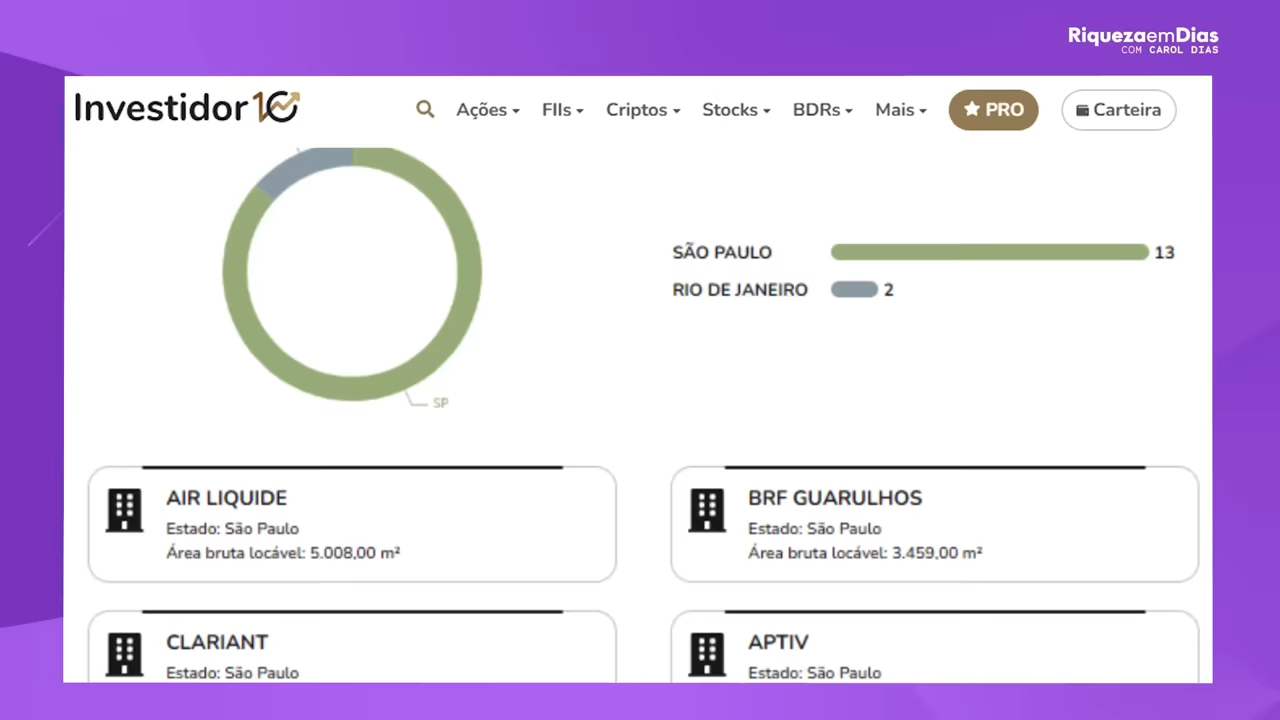 RiquezaemDias
COM CAROL DIAS
Investidor10
Ações
FIIs
Criptos
Stocks
BDRs
Mais
PRO
Carteira
SP
SÃO PAULO 13
RIO DE JANEIRO 2
AIR LIQUIDE
Estado: São Paulo
Área bruta locável: 5.008,00 m²
BRF GUARULHOS
Estado: São Paulo
Área bruta locável: 3.459,00 m²
CLARIANT
Estado: São Paulo
APTIV
Estado: São Paulo